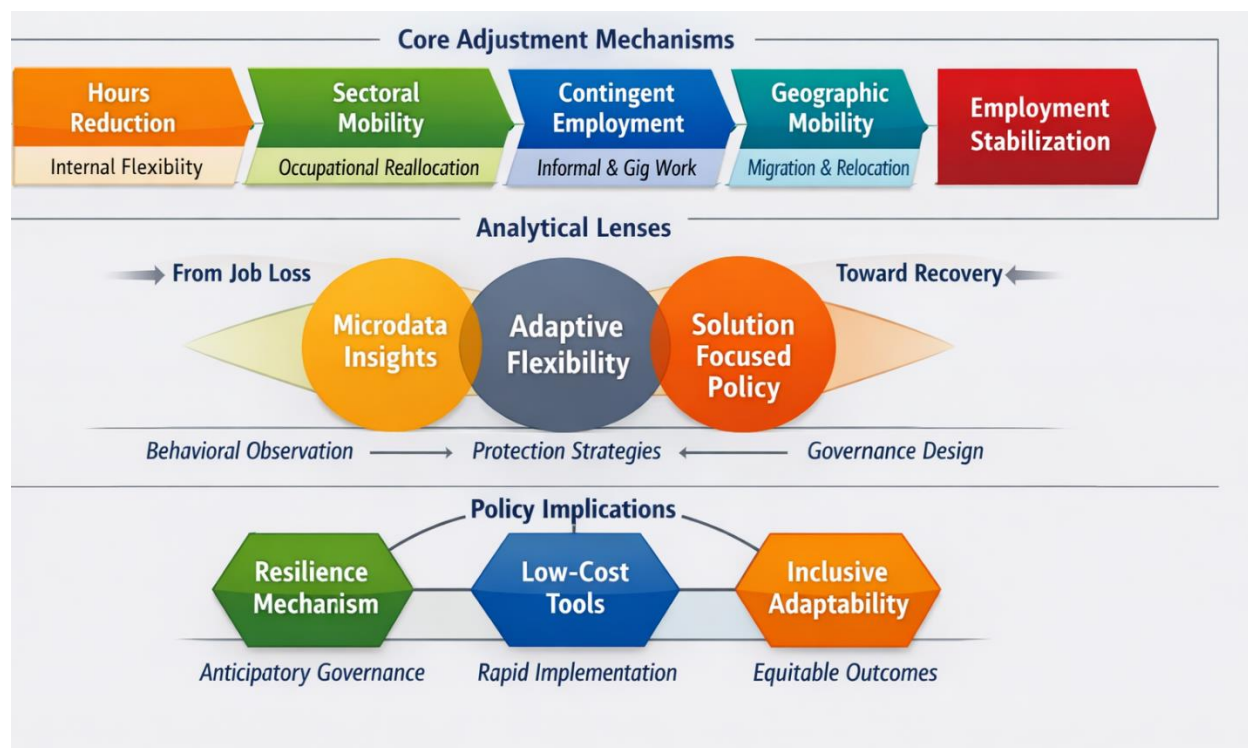 Core Adjustment Mechanisms
Hours
Reduction
Internal Flexibiity
Sectoral
Mobility
Occupational Reallocation
Contingent
Employment
Informal & Gig Work
Geographic
Mobility
Migration & Relocation
Employment
Stabilization
Analytical Lenses
From Job Loss
Toward Recovery
Microdata
Insights
Adaptive
Flexibility
Solution
Focused
Policy
Behavioral Observation
Protection Strategies
Governance Design
Policy Implications
Resilience
Mechanism
Low-Cost
Tools
Inclusive
Adaptability
Anticipatory Governance
Rapid Implementation
Equitable Outcomes